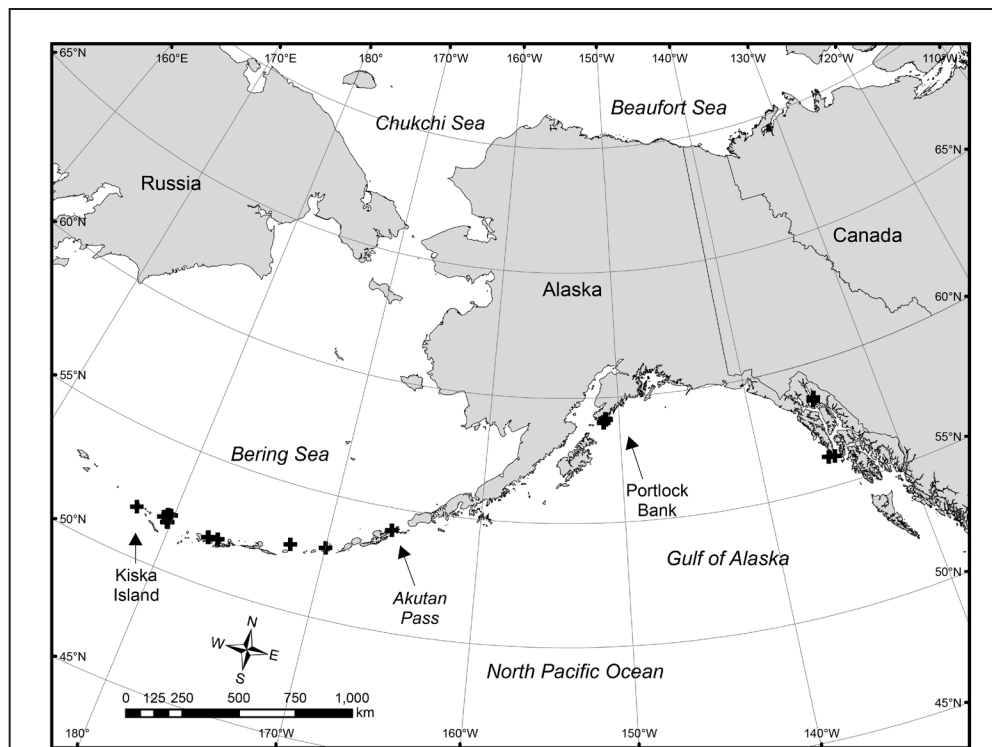 65°N
160°E
170°E
180°
170°W
160°W
150°W
140°W
130°W
120°W
110°W
Beaufort Sea
Chukchi Sea
65°N
Russia
60°N
Canada
Alaska
60°N
55°N
55°N
Bering Sea
Portlock
Bank
50°N
Gulf of Alaska
50°N
Kiska
Island
Akutan
Pass
N
W
E
S
45°N
North Pacific Ocean
0 125 250 500 750 1,000
km
45°N
180°
170°W
160°W
150°W
140°W